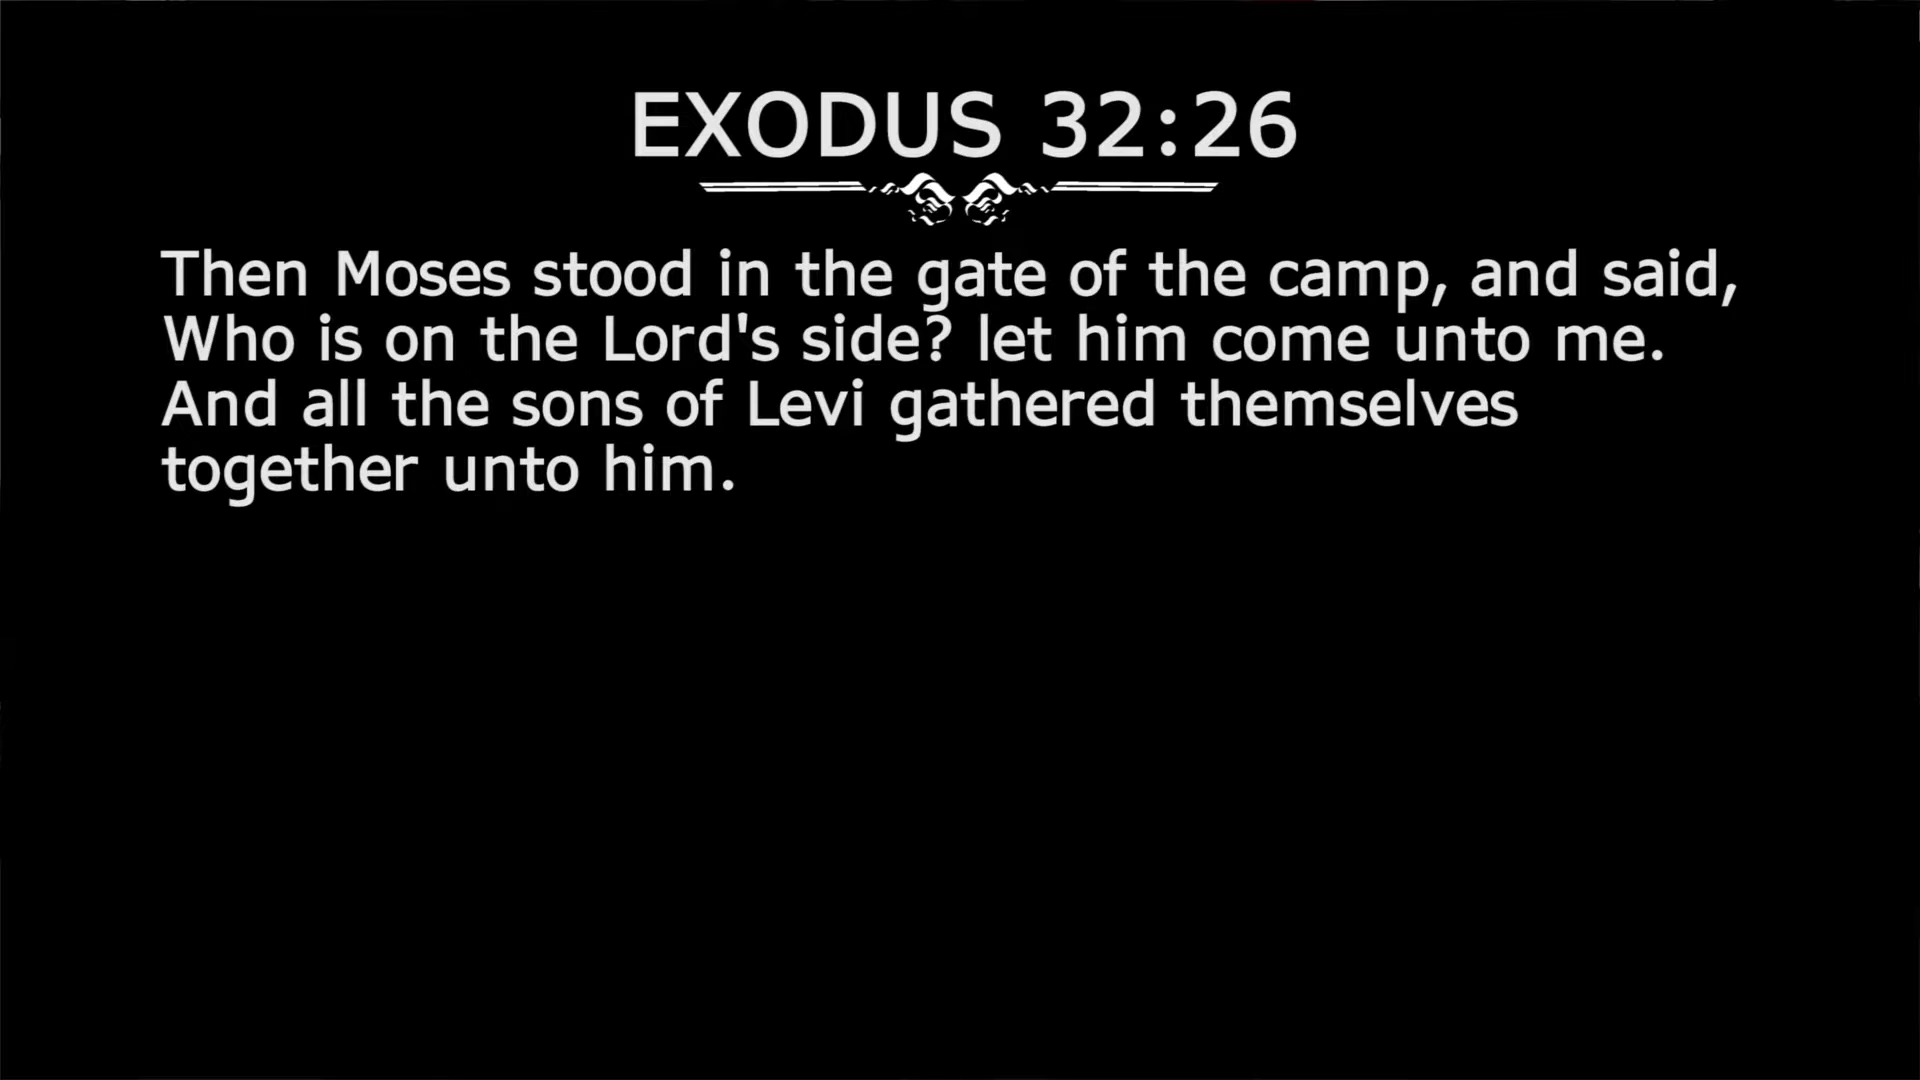 EXODUS 32:26
Then Moses stood in the gate of the camp, and said,
Who is on the Lord's side? let him come unto me.
And all the sons of Levi gathered themselves
together unto him.